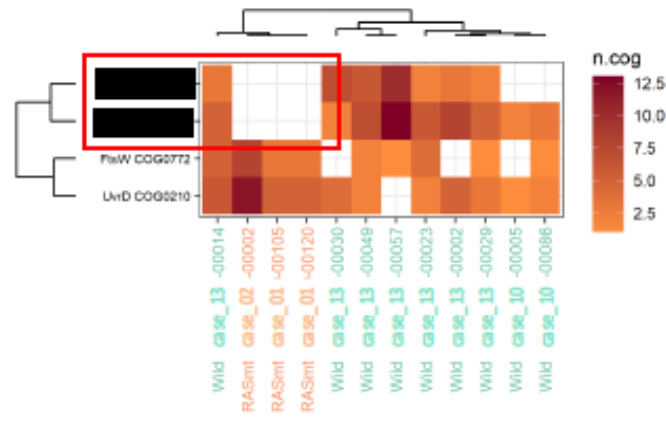 n.cog
12.5
10.0
7.5
5.0
2.5
FtsW COG0772
UvrD COG0210
Wild case_13 -00014
RASmt case_02 -00002
RASmt case_01 -00105
RASmt case_01 -00120
Wild case_13 -00030
Wild case_13 -00049
Wild case_13 -00057
Wild case_13 -00023
Wild case_13 -00002
Wild case_13 -00029
Wild case_10 -00005
Wild case_10 -00086